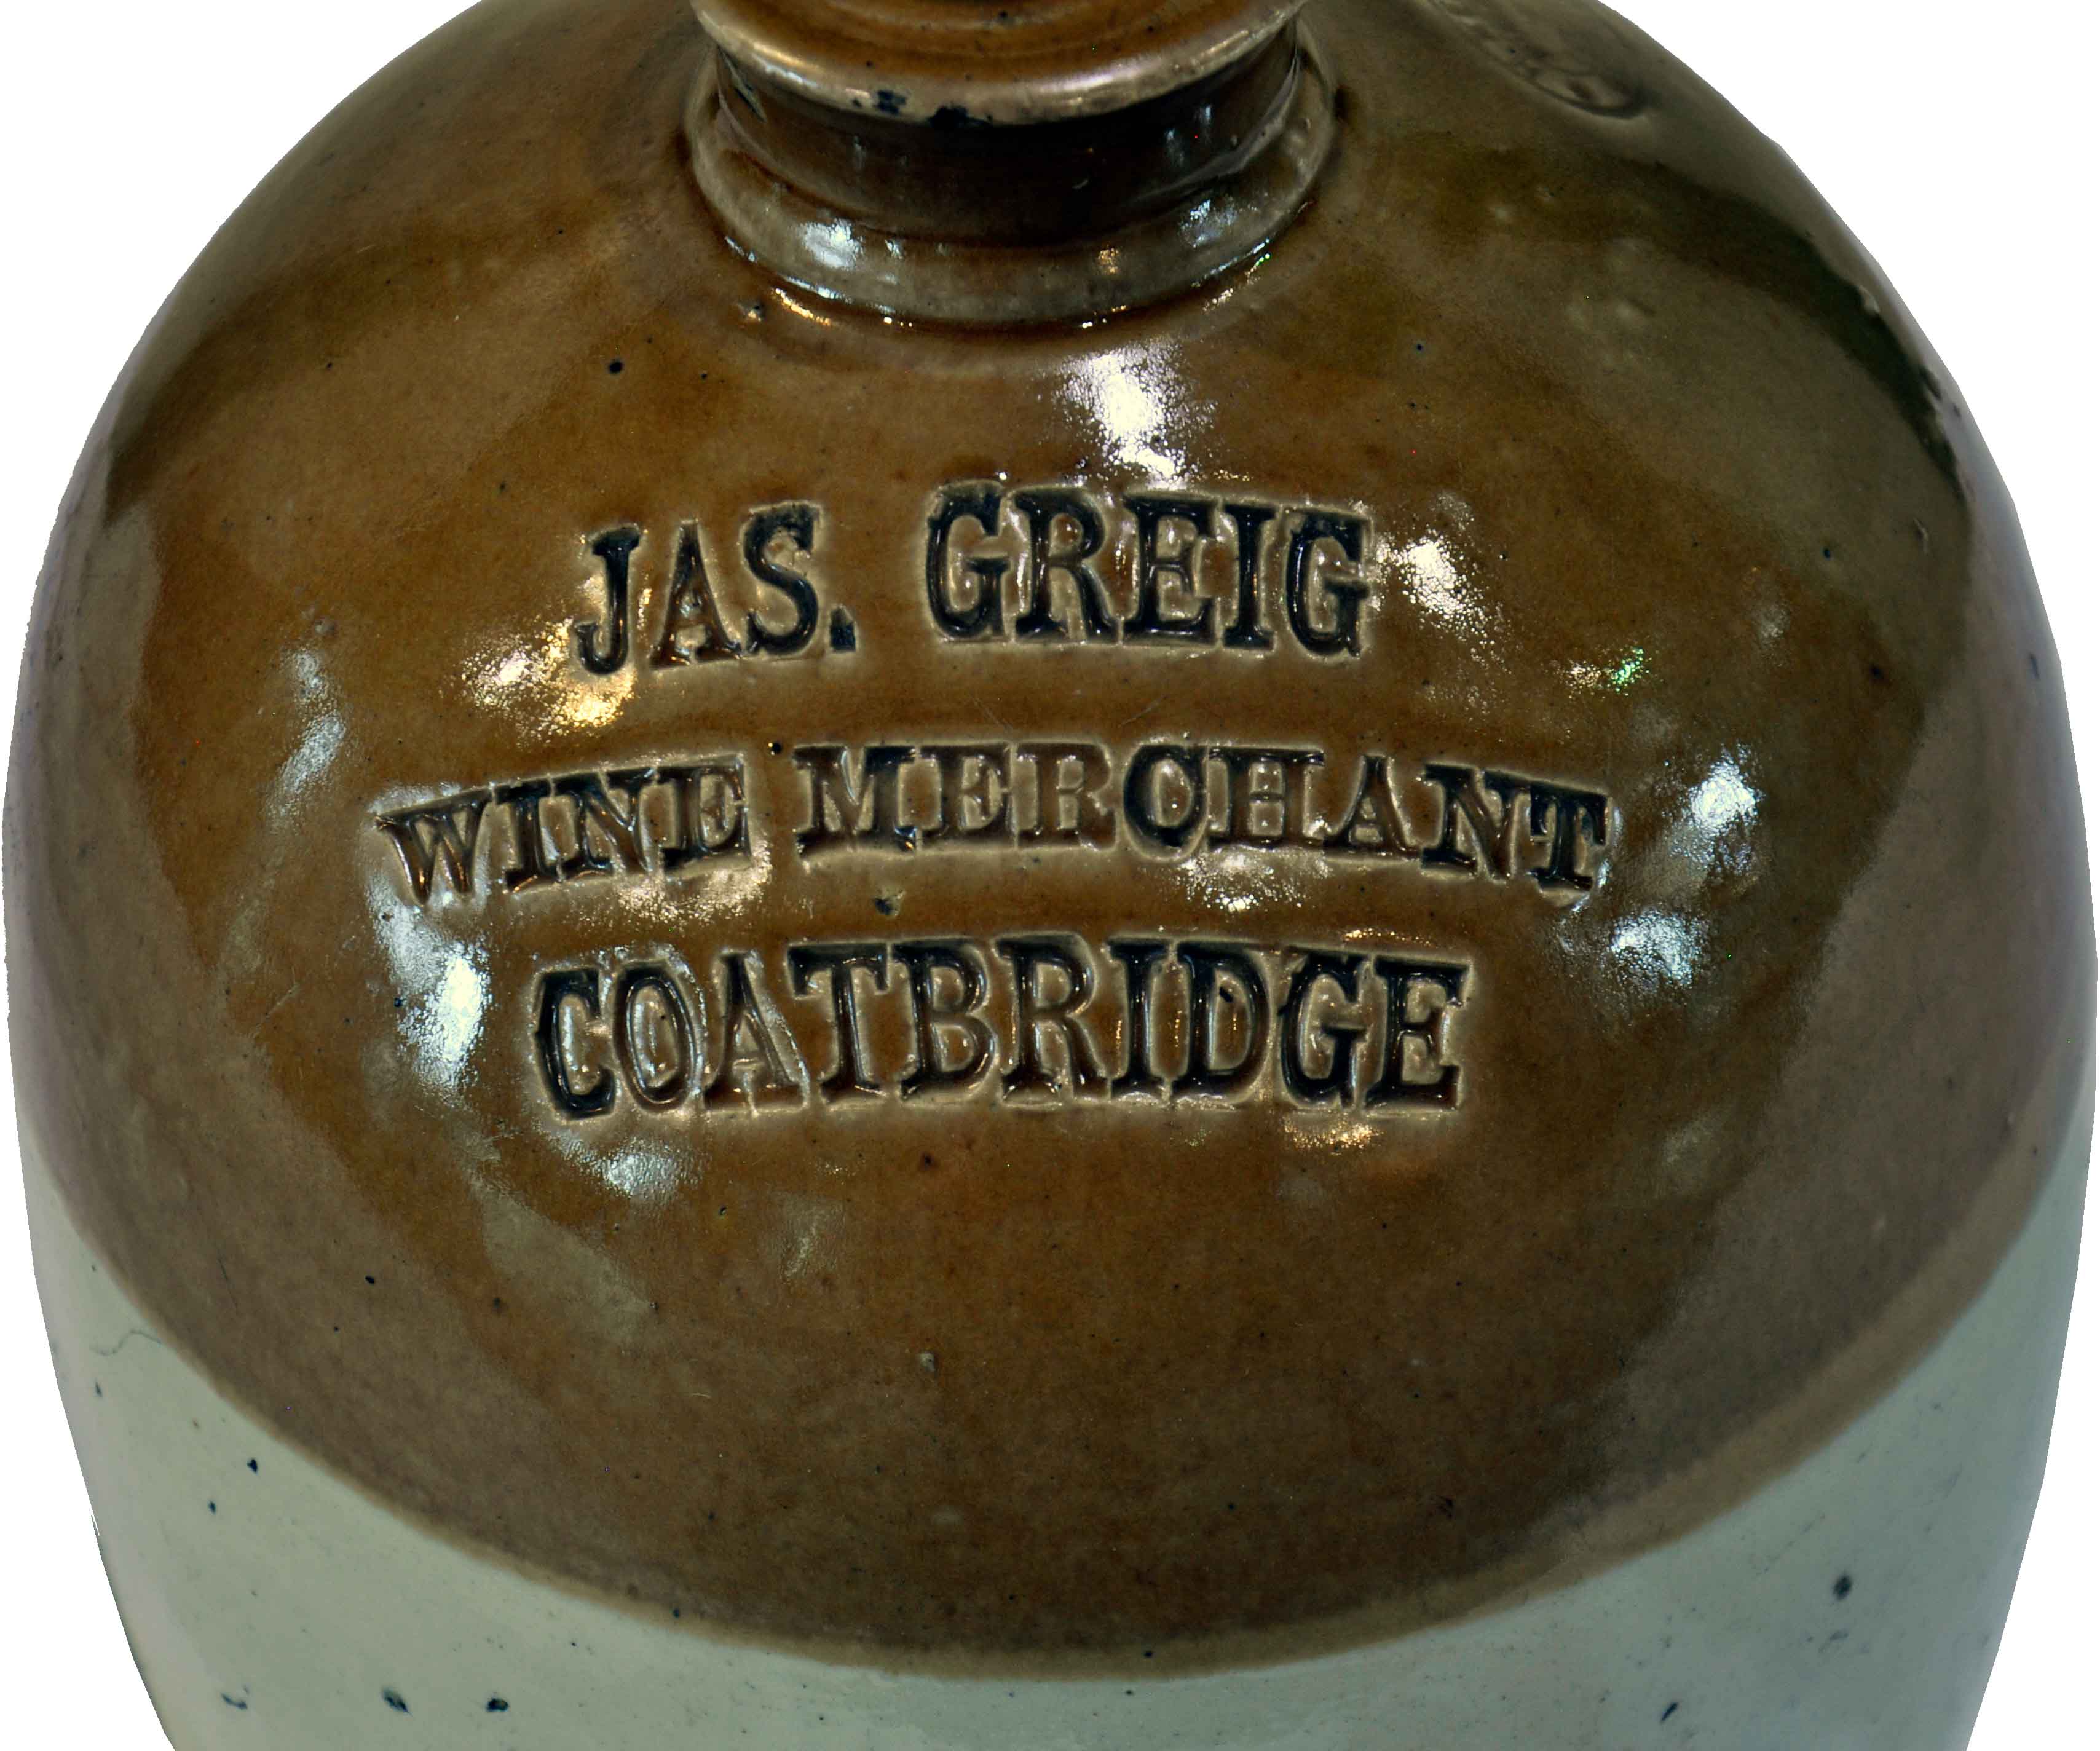 JAS. GREIG
WINE MERCHANT
COATBRIDGE